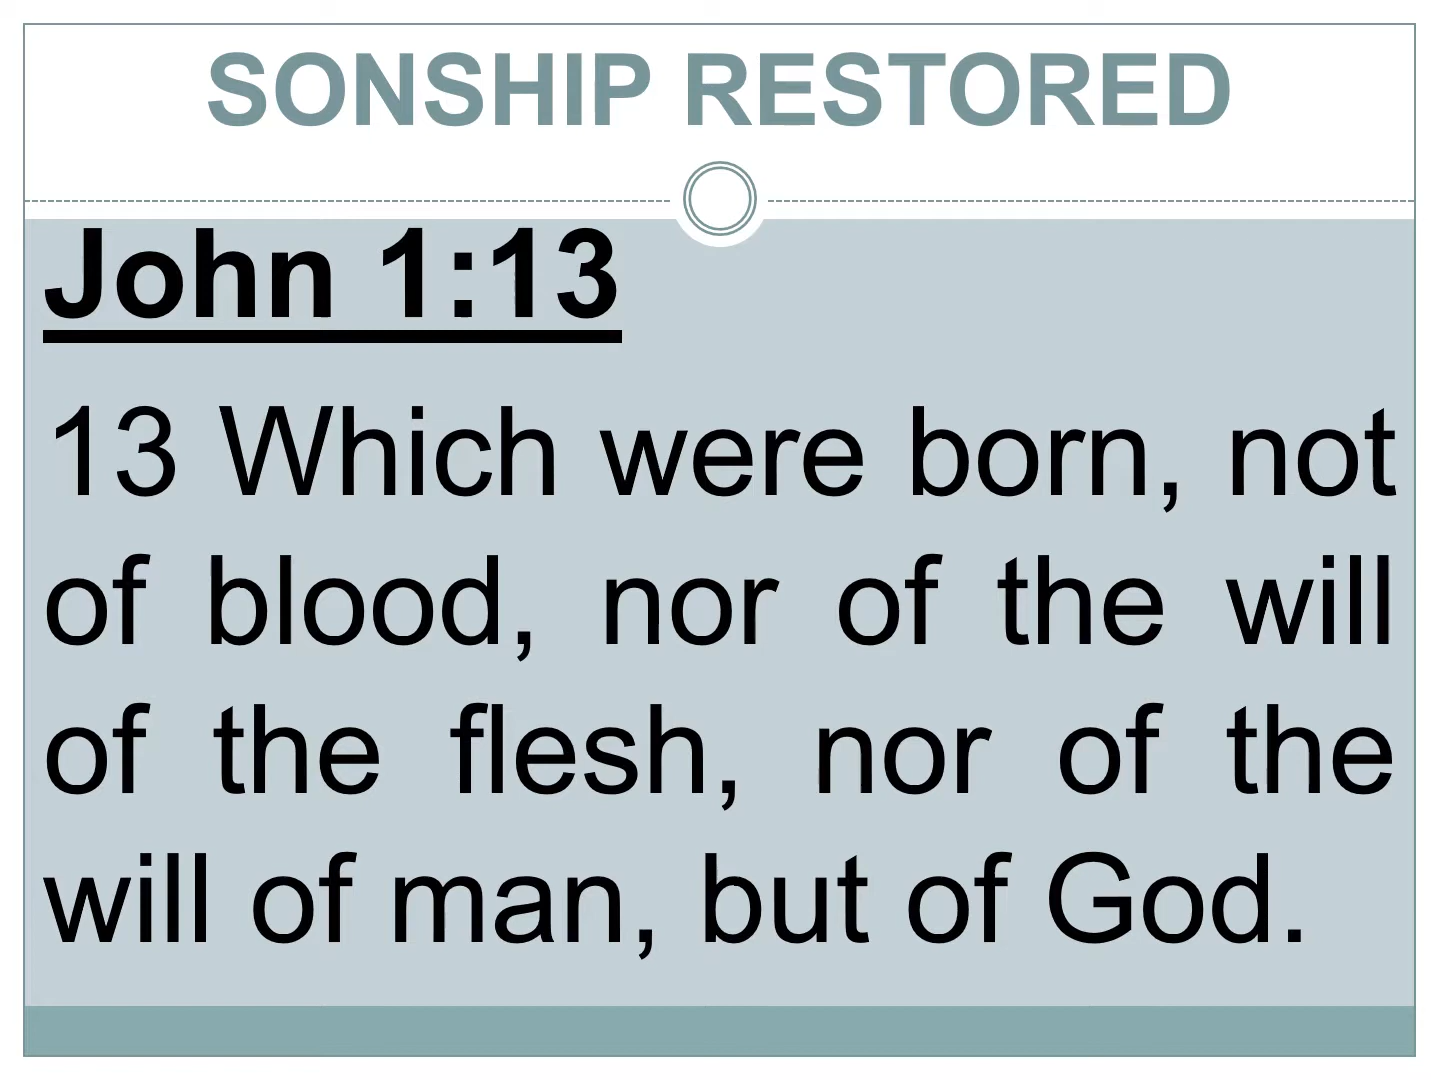 SONSHIP RESTORED
John 1:13
13 Which were born, not
of blood, nor of the will
of the flesh, nor of the
will of man, but of God.